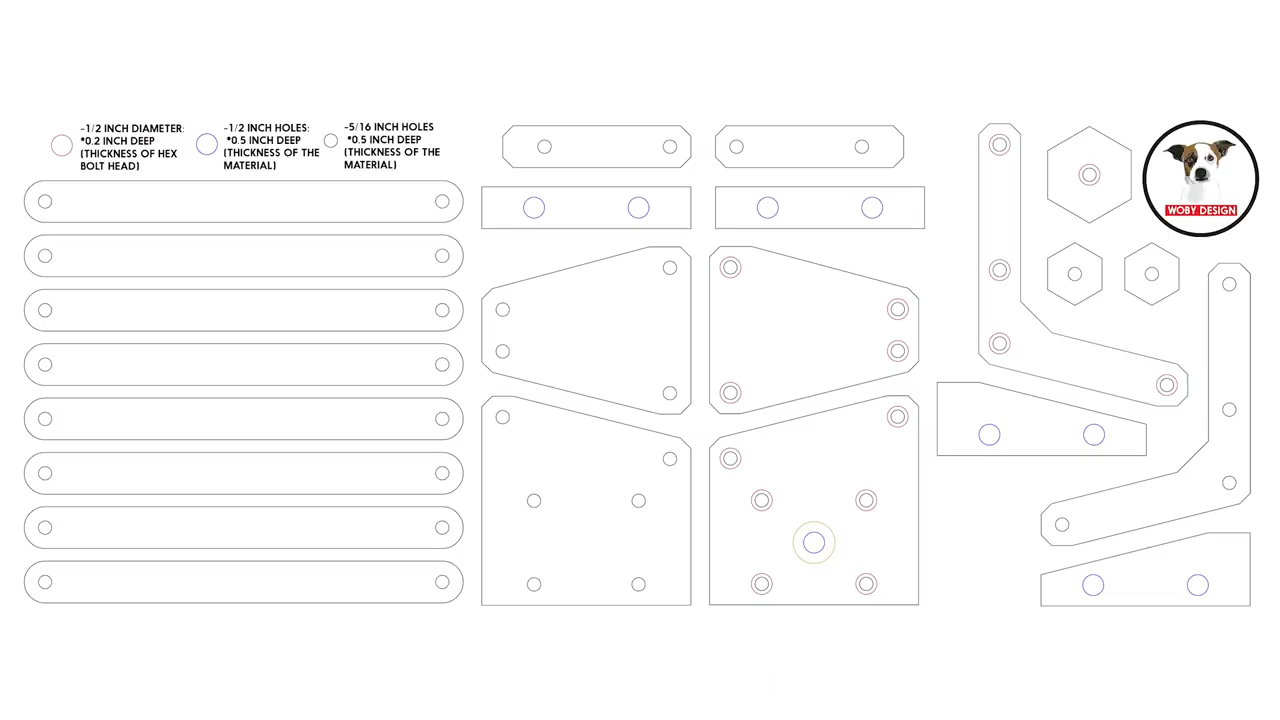 -1/2 INCH DIAMETER:
*0.2 INCH DEEP
(THICKNESS OF HEX
BOLT HEAD)
-1/2 INCH HOLES:
*0.5 INCH DEEP
(THICKNESS OF THE
MATERIAL)
-5/16 INCH HOLES
*0.5 INCH DEEP
(THICKNESS OF THE
MATERIAL)
WOBY DESIGN